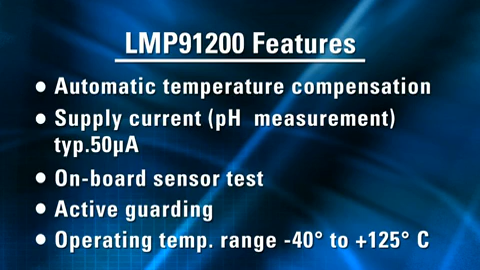 LMP91200 Features
• Automatic temperature compensation
• Supply current (pH measurement)
typ.50µA
• On-board sensor test
• Active guarding
• Operating temp. range -40° to +125° C